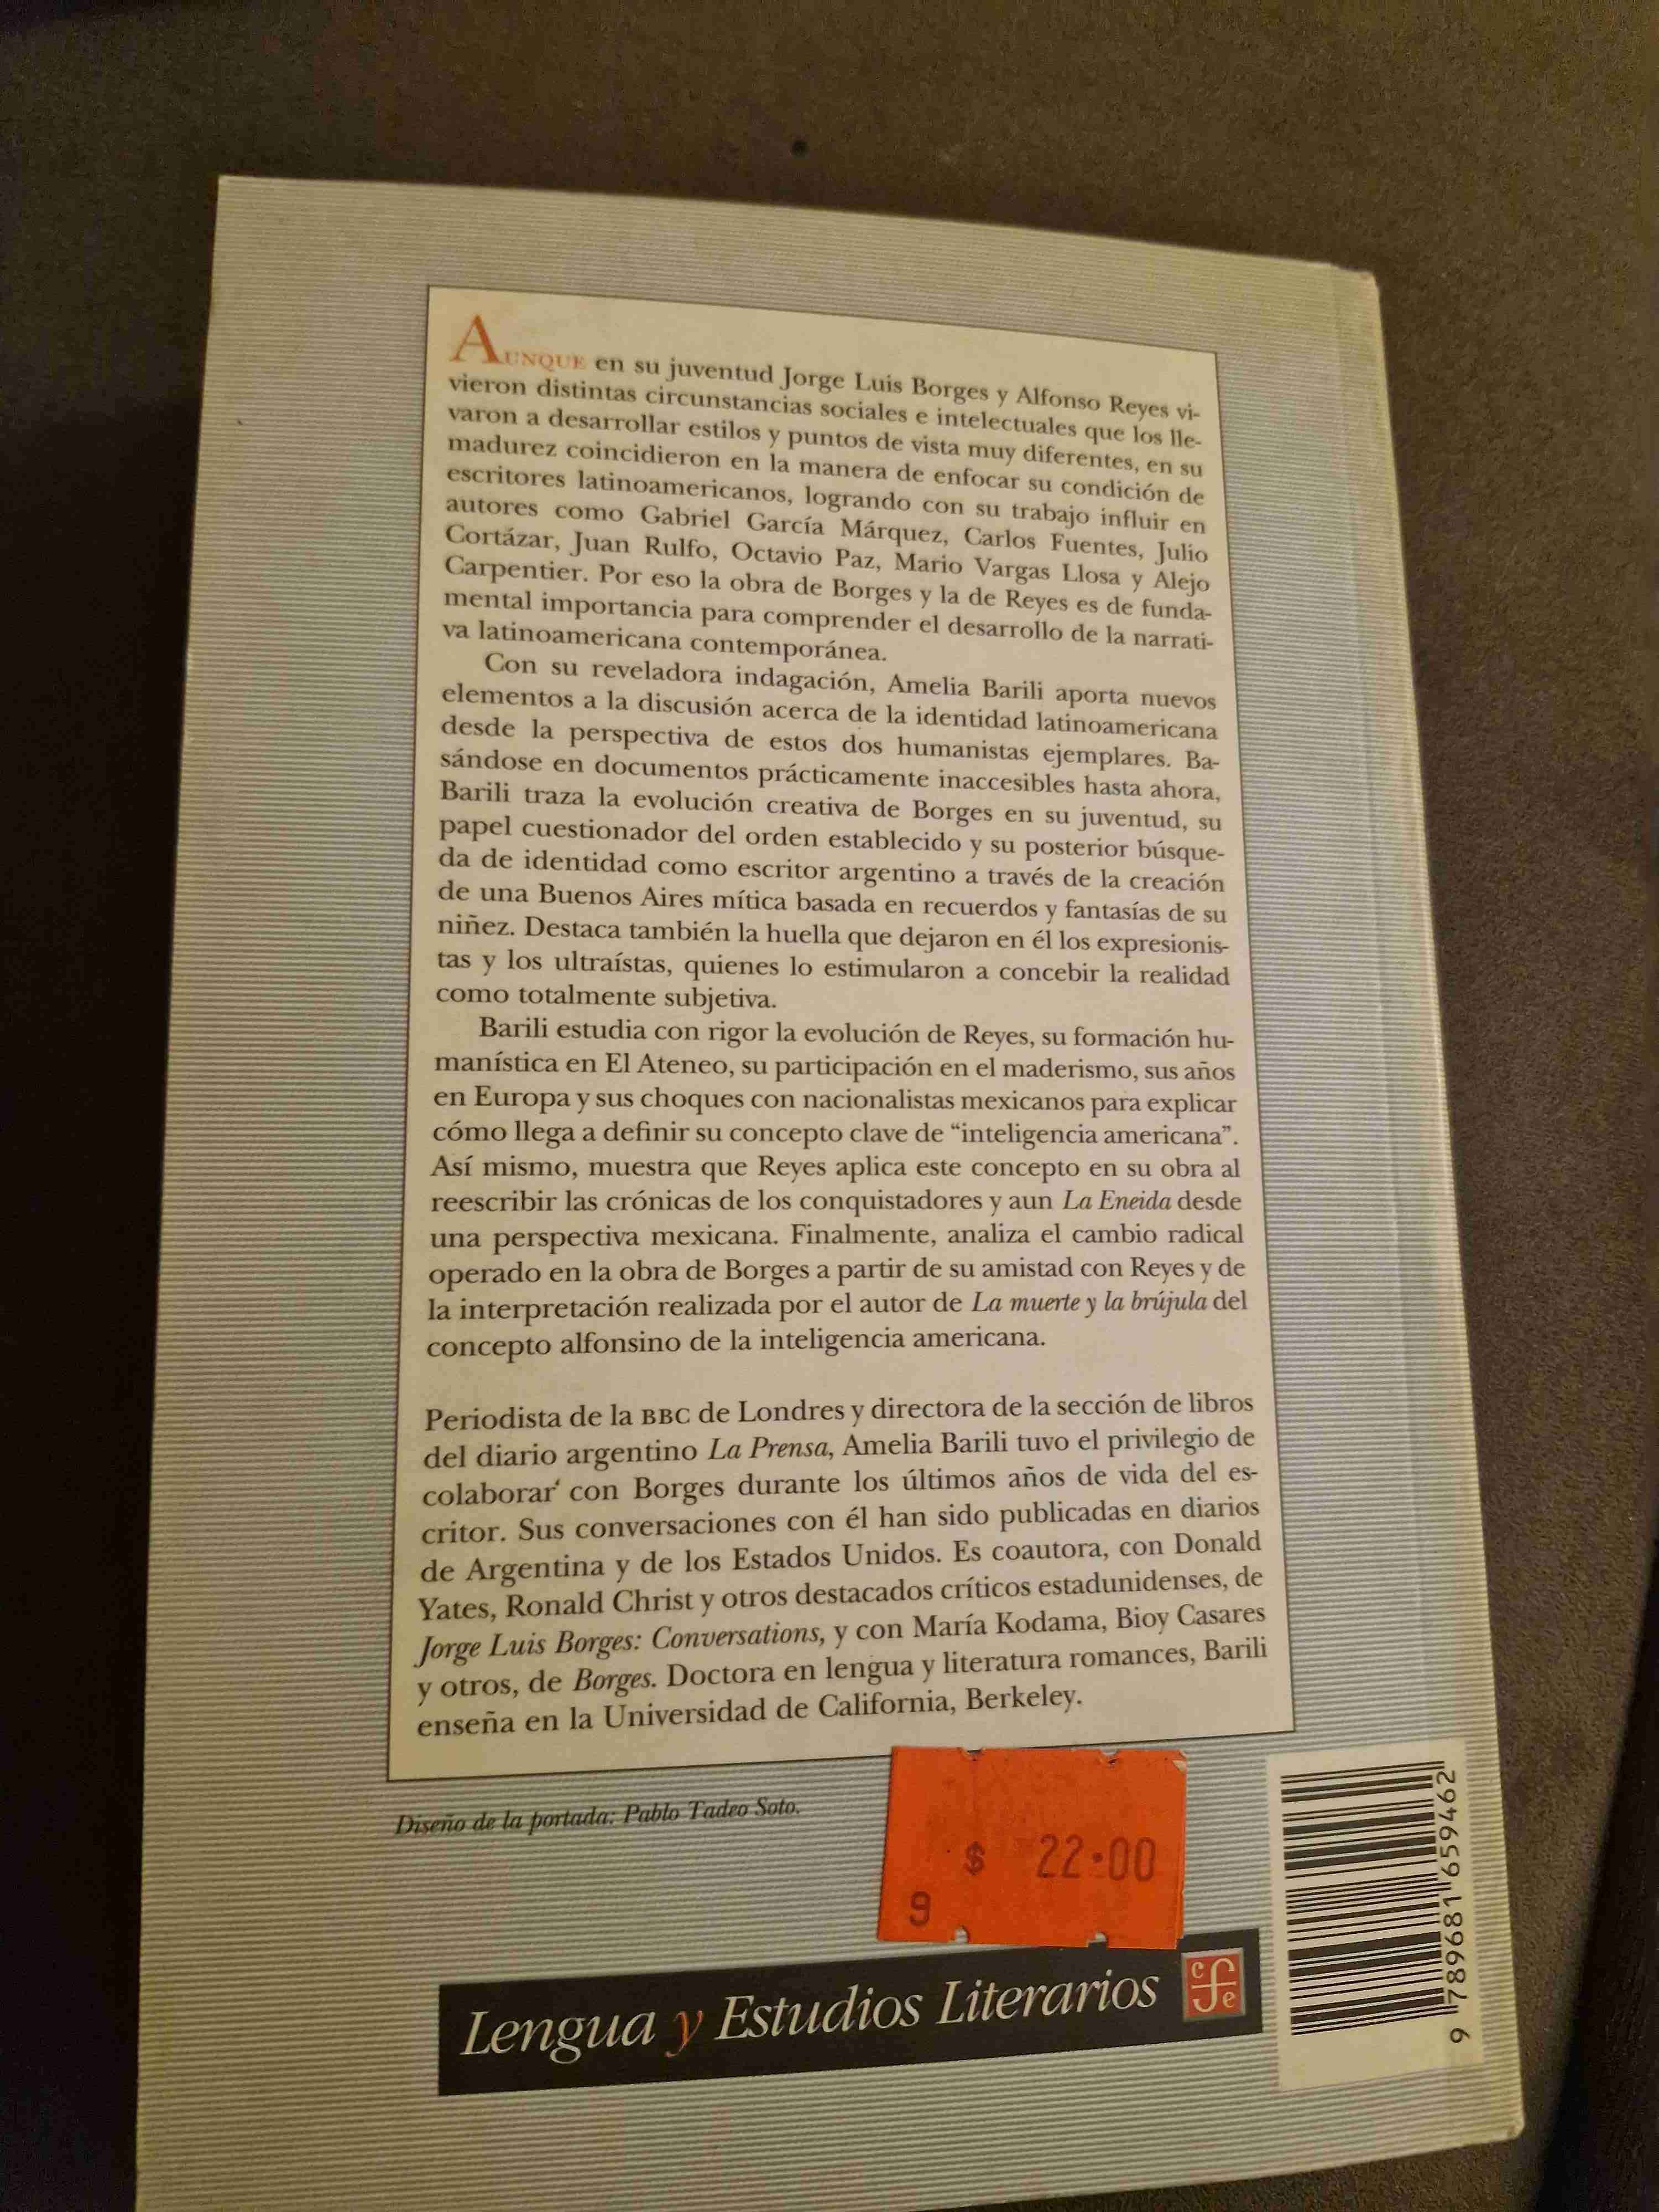 AUNQUE en su juventud Jorge Luis Borges y Alfonso Reyes vi-
vieron distintas circunstancias sociales e intelectuales que los lle-
varon a desarrollar estilos y puntos de vista muy diferentes, en su
madurez coincidieron en la manera de enfocar su condición de
escritores latinoamericanos, logrando con su trabajo influir en
autores como Gabriel García Márquez, Carlos Fuentes, Julio
Cortázar, Juan Rulfo, Octavio Paz, Mario Vargas Llosa y Alejo
Carpentier. Por eso la obra de Borges y la de Reyes es de funda-
mental importancia para comprender el desarrollo de la narrati-
va latinoamericana contemporánea.
Con su reveladora indagación, Amelia Barili aporta nuevos
elementos a la discusión acerca de la identidad latinoamericana
desde la perspectiva de estos dos humanistas ejemplares. Ba-
sándose en documentos prácticamente inaccesibles hasta ahora,
Barili traza la evolución creativa de Borges en su juventud, su
papel cuestionador del orden establecido y su posterior búsque-
da de identidad como escritor argentino a través de la creación
de una Buenos Aires mítica basada en recuerdos y fantasías de su
niñez. Destaca también la huella que dejaron en él los expresionis-
tas y los ultraístas, quienes lo estimularon a concebir la realidad
como totalmente subjetiva.
Barili estudia con rigor la evolución de Reyes, su formación hu-
manística en El Ateneo, su participación en el maderismo, sus años
en Europa y sus choques con nacionalistas mexicanos para explicar
cómo llega a definir su concepto clave de “inteligencia americana”.
Así mismo, muestra que Reyes aplica este concepto en su obra al
reescribir las crónicas de los conquistadores y aun La Eneida desde
una perspectiva mexicana. Finalmente, analiza el cambio radical
operado en la obra de Borges a partir de su amistad con Reyes y de
la interpretación realizada por el autor de La muerte y la brújula del
concepto alfonsino de la inteligencia americana.
Periodista de la BBC de Londres y directora de la sección de libros
del diario argentino La Prensa, Amelia Barili tuvo el privilegio de
colaborar con Borges durante los últimos años de vida del es-
critor. Sus conversaciones con él han sido publicadas en diarios
de Argentina y de los Estados Unidos. Es coautora, con Donald
Yates, Ronald Christ y otros destacados críticos estadunidenses, de
Jorge Luis Borges: Conversations, y con María Kodama, Bioy Casares
y otros, de Borges. Doctora en lengua y literatura romances, Barili
enseña en la Universidad de California, Berkeley.
Diseño de la portada: Pablo Tadeo Soto.
$ 22.00
9
Lengua y Estudios Literarios
cfe
9 789681 659462